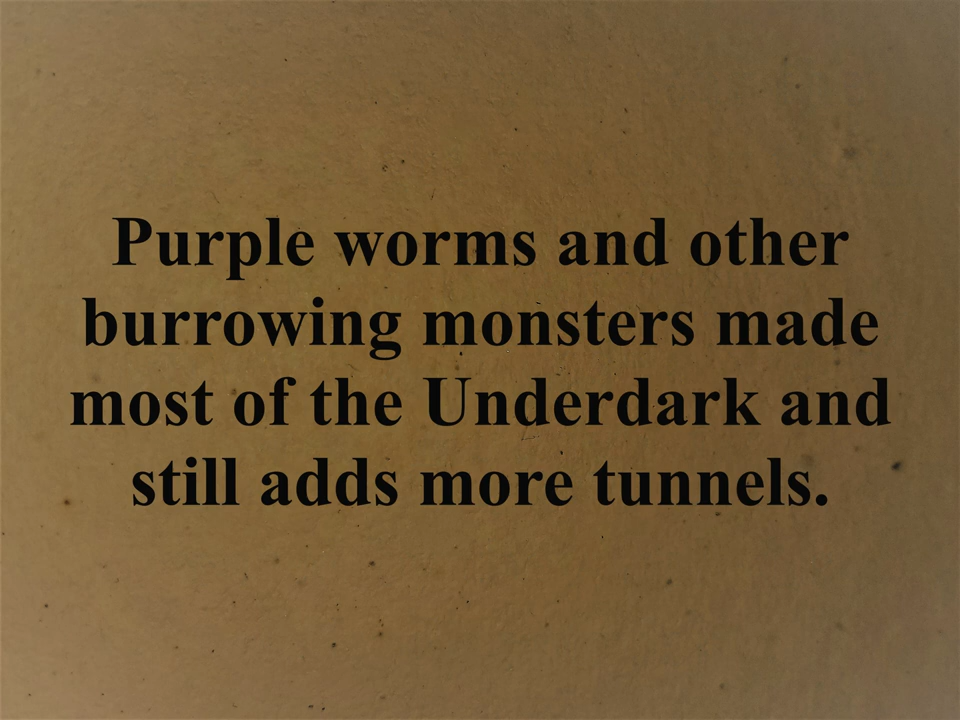 Purple worms and other
burrowing monsters made
most of the Underdark and
still adds more tunnels.